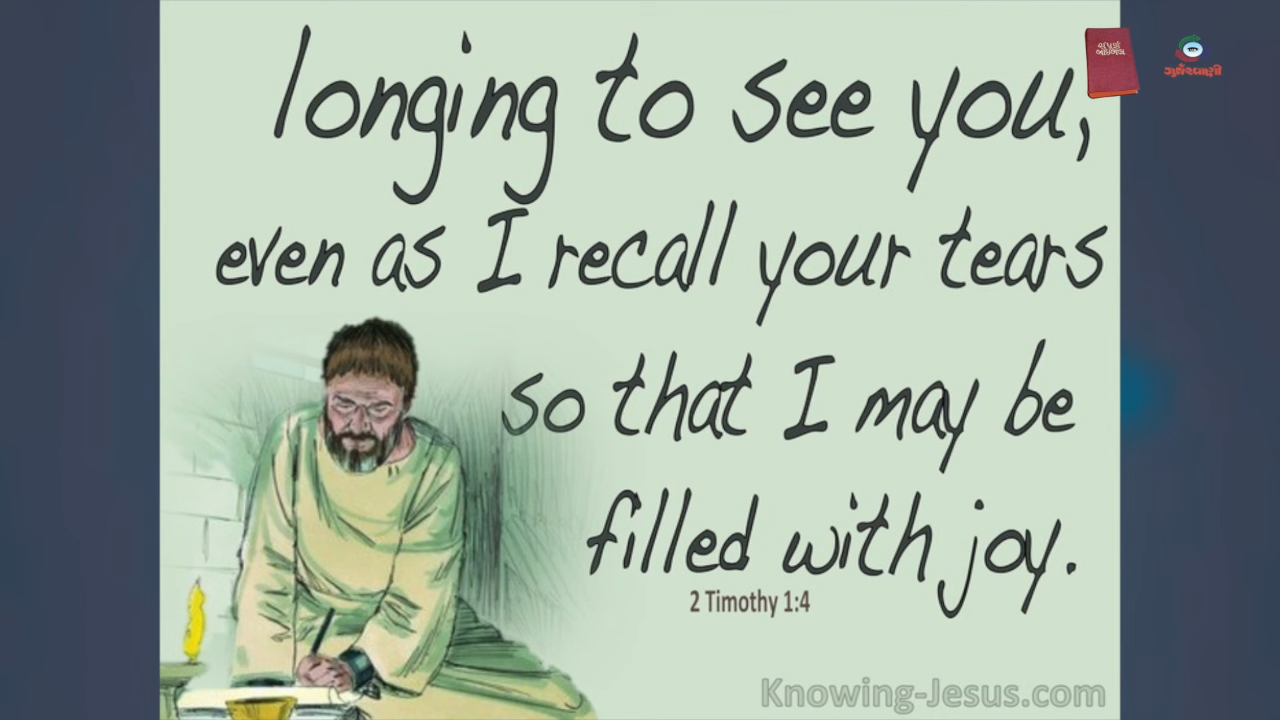 longing to see you,
even as I recall your tears
so that I may be
filled with joy.
2 Timothy 1:4
Knowing-Jesus.com
ગુર્જરવાણી